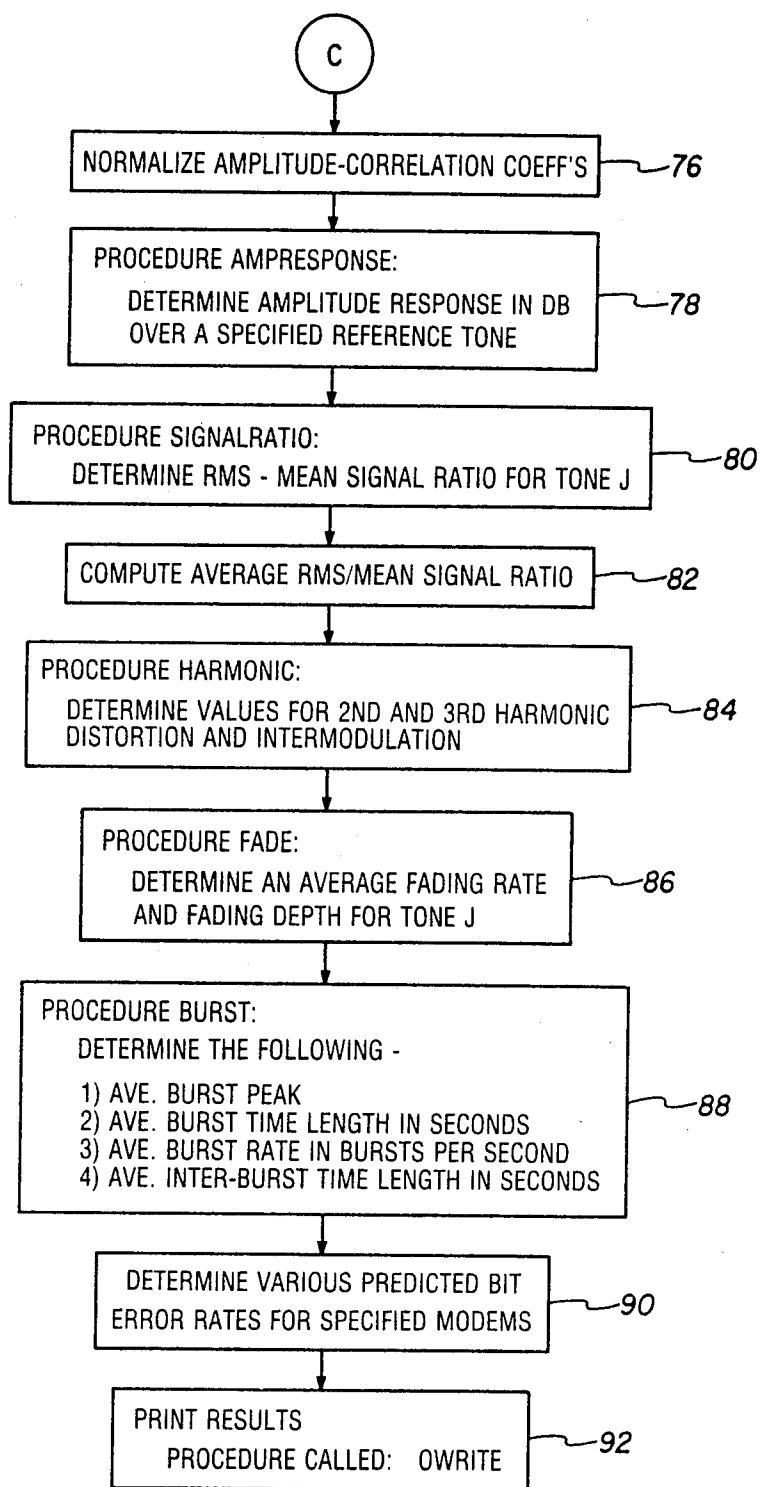 C
NORMALIZE AMPLITUDE-CORRELATION COEFF'S
76
PROCEDURE AMPRESPONSE:
DETERMINE AMPLITUDE RESPONSE IN DB
OVER A SPECIFIED REFERENCE TONE
78
PROCEDURE SIGNALRATIO:
DETERMINE RMS - MEAN SIGNAL RATIO FOR TONE J
80
COMPUTE AVERAGE RMS/MEAN SIGNAL RATIO
82
PROCEDURE HARMONIC:
DETERMINE VALUES FOR 2ND AND 3RD HARMONIC
DISTORTION AND INTERMODULATION
84
PROCEDURE FADE:
DETERMINE AN AVERAGE FADING RATE
AND FADING DEPTH FOR TONE J
86
PROCEDURE BURST:
DETERMINE THE FOLLOWING -
1) AVE. BURST PEAK
2) AVE. BURST TIME LENGTH IN SECONDS
3) AVE. BURST RATE IN BURSTS PER SECOND
4) AVE. INTER-BURST TIME LENGTH IN SECONDS
88
DETERMINE VARIOUS PREDICTED BIT
ERROR RATES FOR SPECIFIED MODEMS
90
PRINT RESULTS
PROCEDURE CALLED: OWRITE
92